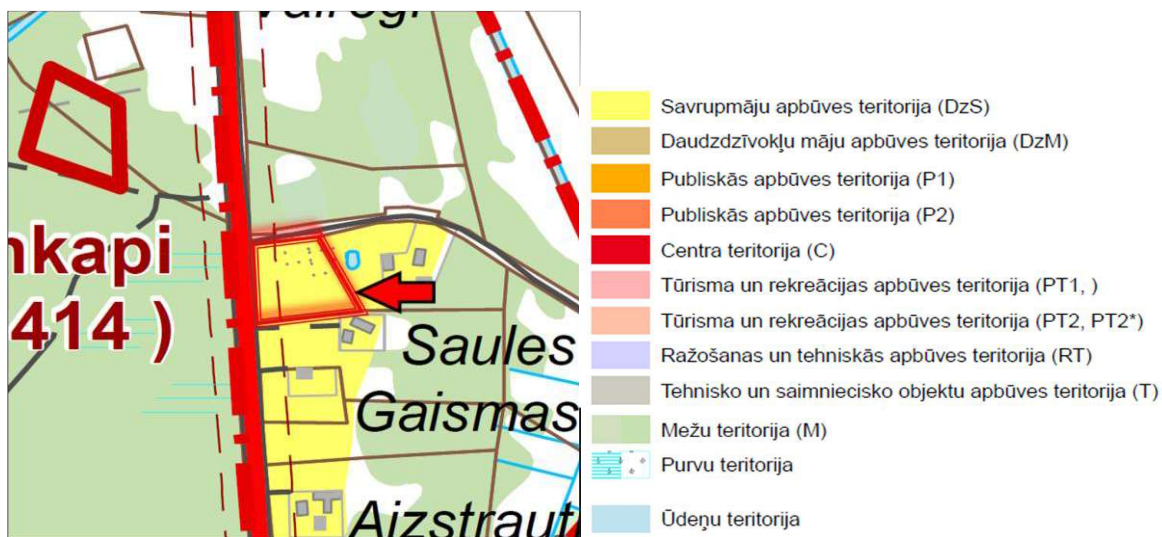 nkapi
414 )
Saules
Gaismas
Aizstraut
Savrupmāju apbūves teritorija (DzS)
Daudzdzīvokļu māju apbūves teritorija (DzM)
Publiskās apbūves teritorija (P1)
Publiskās apbūves teritorija (P2)
Centra teritorija (C)
Tūrisma un rekreācijas apbūves teritorija (PT1, )
Tūrisma un rekreācijas apbūves teritorija (PT2, PT2*)
Ražošanas un tehniskās apbūves teritorija (RT)
Tehnisko un saimniecisko objektu apbūves teritorija (T)
Mežu teritorija (M)
Purvu teritorija
Ūdeņu teritorija